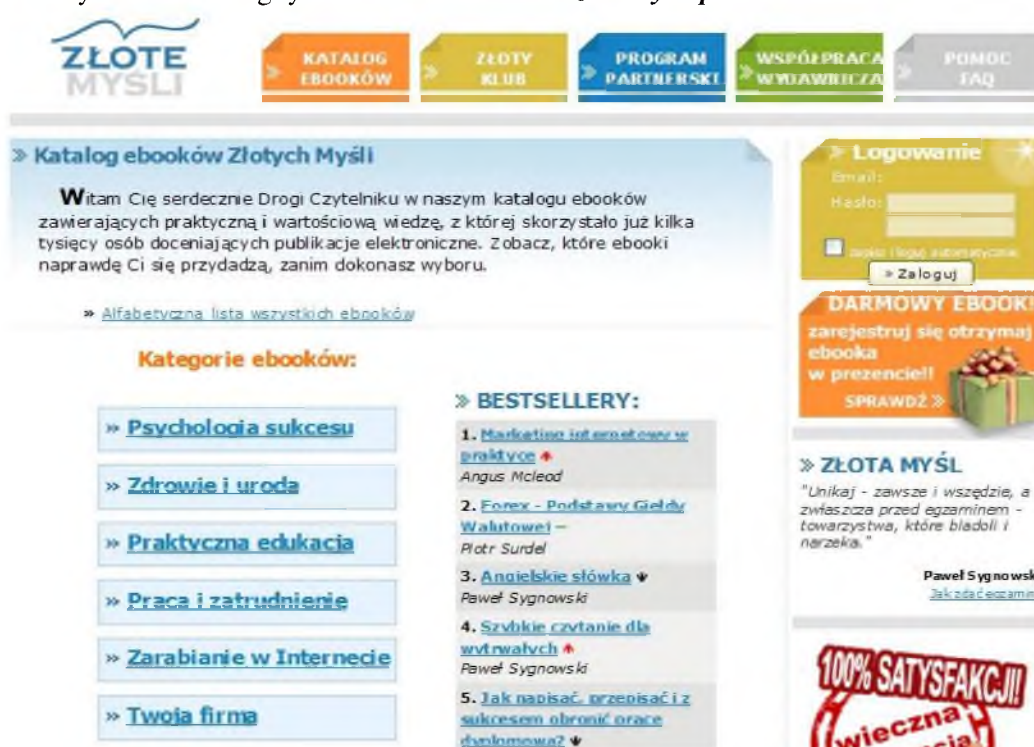 ZŁOTE
MYŚLI
KATALOG
EBOOKÓW
ZŁOTY
KLUB
PROGRAM
PARTNERSKI
WSPÓŁPRACA
WYDAWNICZA
POMOC
FAQ
» Katalog ebooków Złotych Myśli
Witam Cię serdecznie Drogi Czytelniku w naszym katalogu ebooków
zawierających praktyczną i wartościową wiedzę, z której skorzystało już kilka
tysięcy osób doceniających publikacje elektroniczne. Zobacz, które ebooki
naprawdę Ci się przydadzą, zanim dokonasz wyboru.
» Alfabetyczna lista wszystkich ebooków
Kategorie ebooków:
» Psychologia sukcesu
» Zdrowie i uroda
» Praktyczna edukacja
» Praca i zatrudnienie
» Zarabianie w Internecie
» Twoja firma
» BESTSELLERY:
1. Marketing internetowy w
praktyce
Angus Mcleod
2. Forex - Podstawy Giełdy
Walutowej –
Piotr Surdel
3. Angielskie słówka
Paweł Sygnowski
4. Szybkie czytanie dla
wytrwałych
Paweł Sygnowski
5. Jak napisać, przepisać i z
sukcesem obronić pracę
dyplomową?
» Logowanie
Email:
Hasło:
» Zaloguj
DARMOWY EBOOK!
zarejestruj się otrzymaj
ebooka
w prezencie!!
SPRAWDŹ »
» ZŁOTA MYŚL
"Unikaj - zawsze i wszędzie, a
zwłaszcza przed egzaminem -
towarzystwa, które biadoli i
narzeka."
Paweł Sygnowski
Jak zdać egzamin
100% SATYSFAKCJI!
wieczna